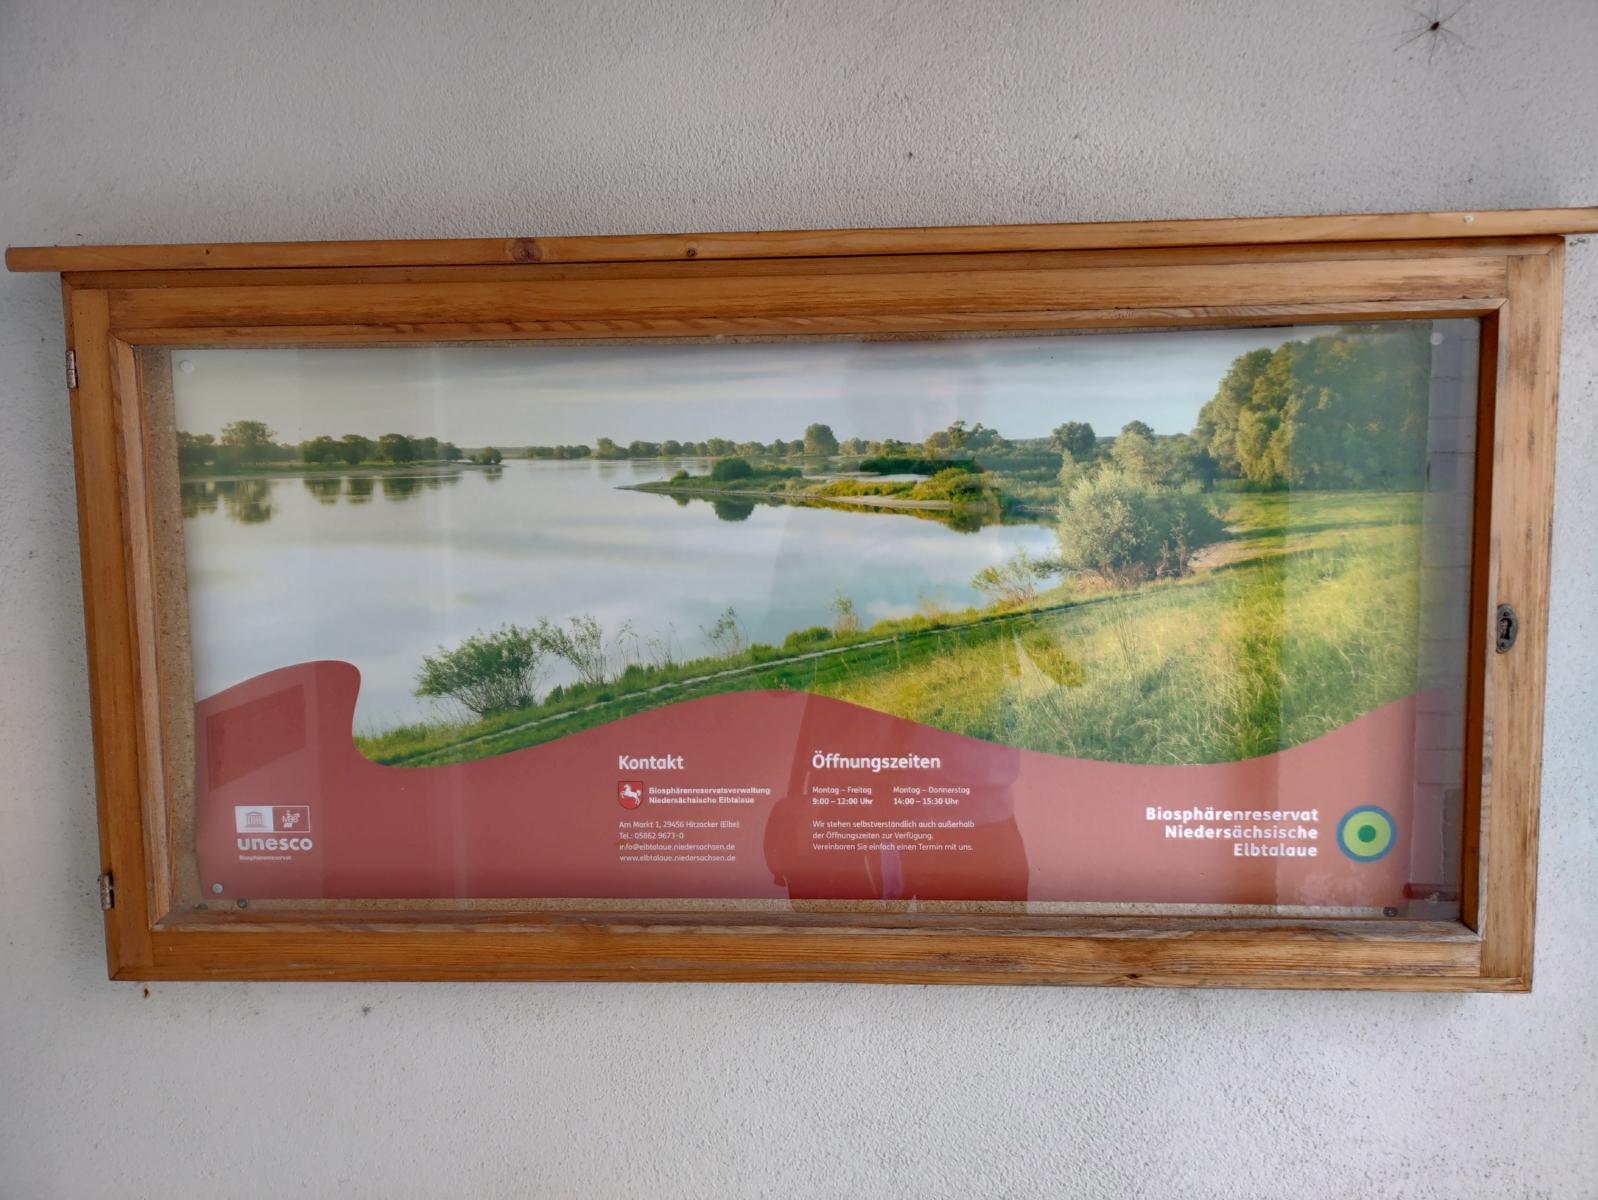 Kontakt
Biosphärenreservatsverwaltung
Niedersächsische Elbtalaue
Am Markt 1, 29456 Hitzacker (Elbe)
Tel.: 05862 9673-0
info@elbtalaue.niedersachsen.de
www.elbtalaue.niedersachsen.de
Öffnungszeiten
Montag – Freitag
9:00 – 12:00 Uhr
Montag – Donnerstag
14:00 – 15:30 Uhr
Wir stehen selbstverständlich auch außerhalb
der Öffnungszeiten zur Verfügung.
Vereinbaren Sie einfach einen Termin mit uns.
MaB
unesco
Biosphärenreservat
Biosphärenreservat
Niedersächsische
Elbtalaue